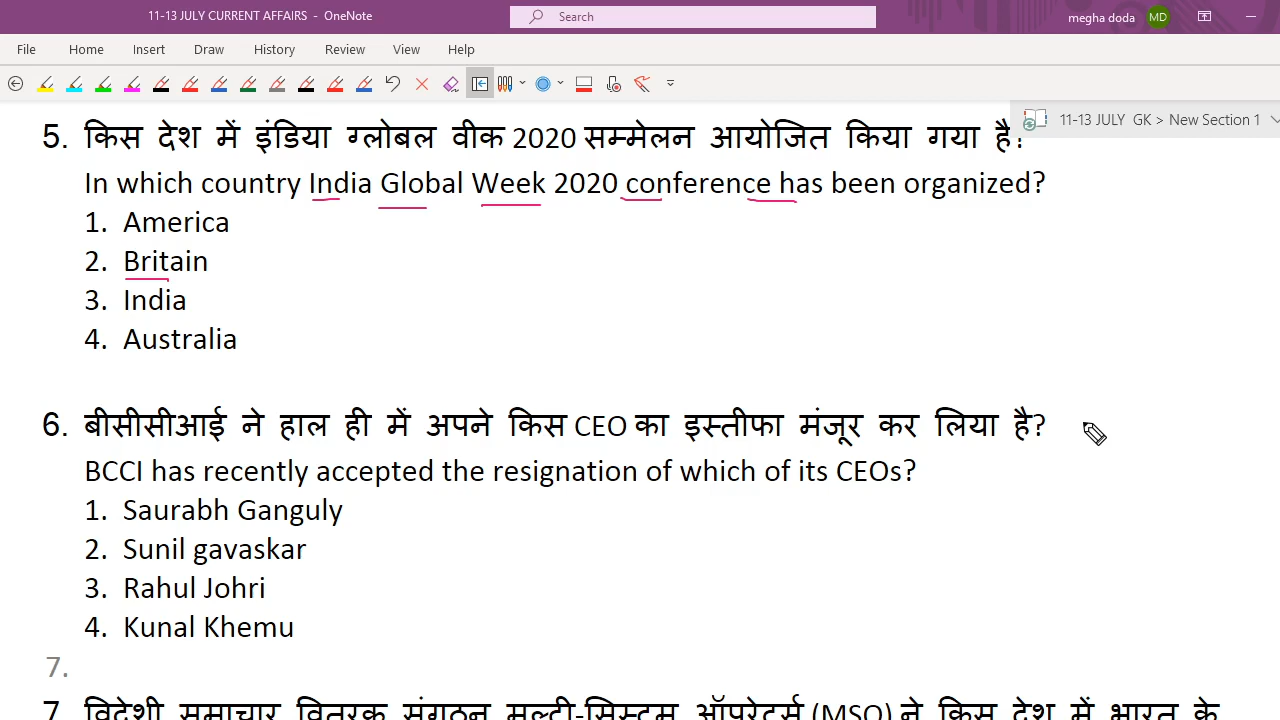 11-13 JULY CURRENT AFFAIRS - OneNote
Search
megha doda
MD
File Home Insert Draw History Review View Help
11-13 JULY GK > New Section 1
5. किस देश में इंडिया ग्लोबल वीक 2020 सम्मेलन आयोजित किया गया है?
In which country India Global Week 2020 conference has been organized?
1. America
2. Britain
3. India
4. Australia
6. बीसीसीआई ने हाल ही में अपने किस CEO का इस्तीफा मंजूर कर लिया है?
BCCI has recently accepted the resignation of which of its CEOs?
1. Saurabh Ganguly
2. Sunil gavaskar
3. Rahul Johri
4. Kunal Khemu
7.
7 विदेशी समाचार वितरक संगठन मल्टी-सिस्टम ऑपरेटर्स (MSO) ने किस देश में भारत के